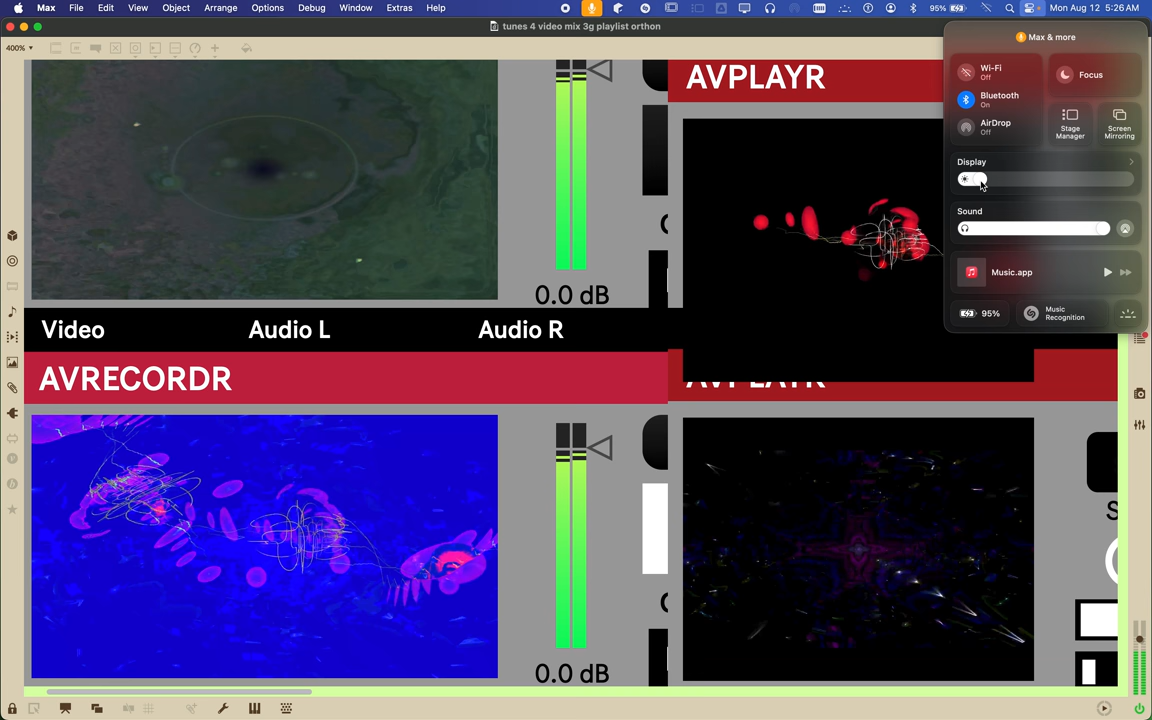 Max File Edit View Object Arrange Options Debug Window Extras Help 95% Mon Aug 12 5:26 AM
tunes 4 video mix 3g playlist orthon
400%
Max & more
Wi-Fi
Off
Focus
Bluetooth
On
AirDrop
Off
Stage
Manager
Screen
Mirroring
Display
Sound
Music.app
95%
Music
Recognition
AVPLAYR
0.0 dB
Video Audio L Audio R
AVRECORDR
AVPLAYR
0.0 dB